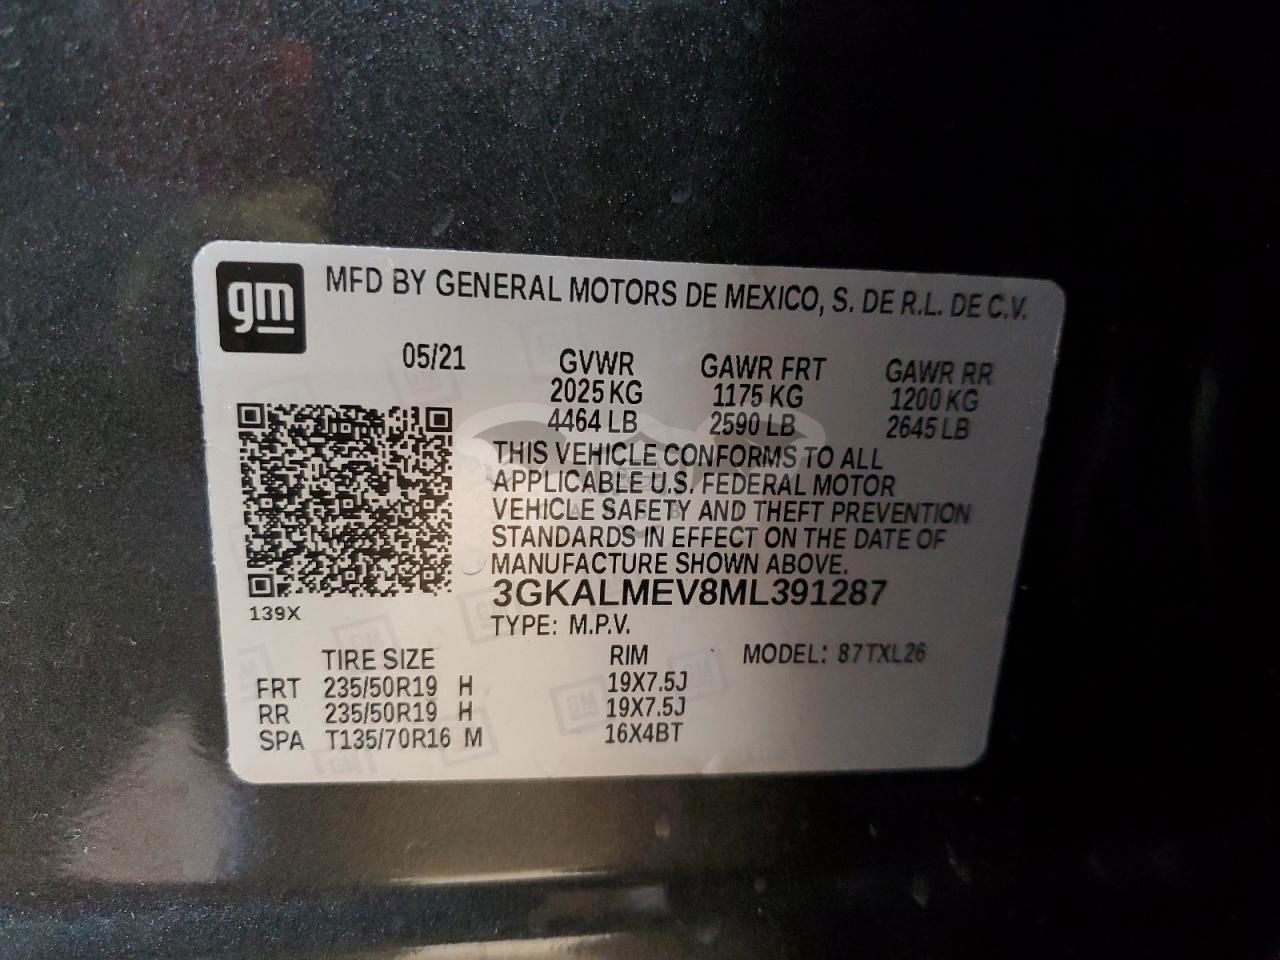 gm
MFD BY GENERAL MOTORS DE MEXICO, S. DE R.L. DE C.V.
05/21 GVWR GAWR FRT GAWR RR
2025 KG 1175 KG 1200 KG
4464 LB 2590 LB 2645 LB
THIS VEHICLE CONFORMS TO ALL
APPLICABLE U.S. FEDERAL MOTOR
VEHICLE SAFETY AND THEFT PREVENTION
STANDARDS IN EFFECT ON THE DATE OF
MANUFACTURE SHOWN ABOVE.
3GKALMEV8ML391287
139X
TYPE: M.P.V.
TIRE SIZE RIM MODEL: 87TXL26
FRT 235/50R19 H 19X7.5J
RR 235/50R19 H 19X7.5J
SPA T135/70R16 M 16X4BT